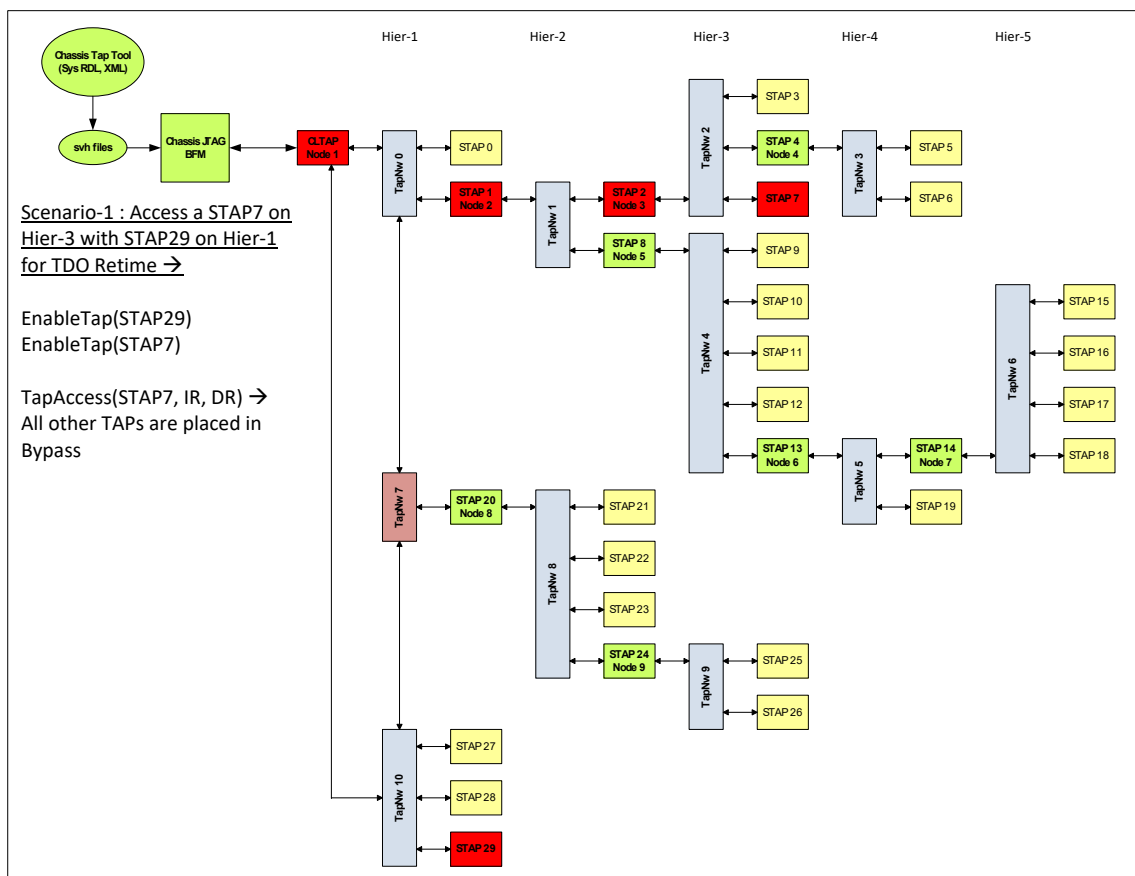 Hier-1
Hier-2
Hier-3
Hier-4
Hier-5
Chassis Tap Tool
(Sys RDL, XML)
svh files
Chassis JTAG
BFM
CLTAP
Node 1
TapNw 0
STAP 0
STAP 1
Node 2
TapNw 1
STAP 2
Node 3
STAP 8
Node 5
TapNw 2
STAP 3
STAP 4
Node 4
STAP 7
TapNw 3
STAP 5
STAP 6
Scenario-1 : Access a STAP7 on
Hier-3 with STAP29 on Hier-1
for TDO Retime →
EnableTap(STAP29)
EnableTap(STAP7)
TapAccess(STAP7, IR, DR) →
All other TAPs are placed in
Bypass
TapNw 4
STAP 9
STAP 10
STAP 11
STAP 12
STAP 13
Node 6
TapNw 5
STAP 14
Node 7
STAP 19
TapNw 6
STAP 15
STAP 16
STAP 17
STAP 18
TapNw 7
STAP 20
Node 8
TapNw 8
STAP 21
STAP 22
STAP 23
STAP 24
Node 9
TapNw 9
STAP 25
STAP 26
TapNw 10
STAP 27
STAP 28
STAP 29